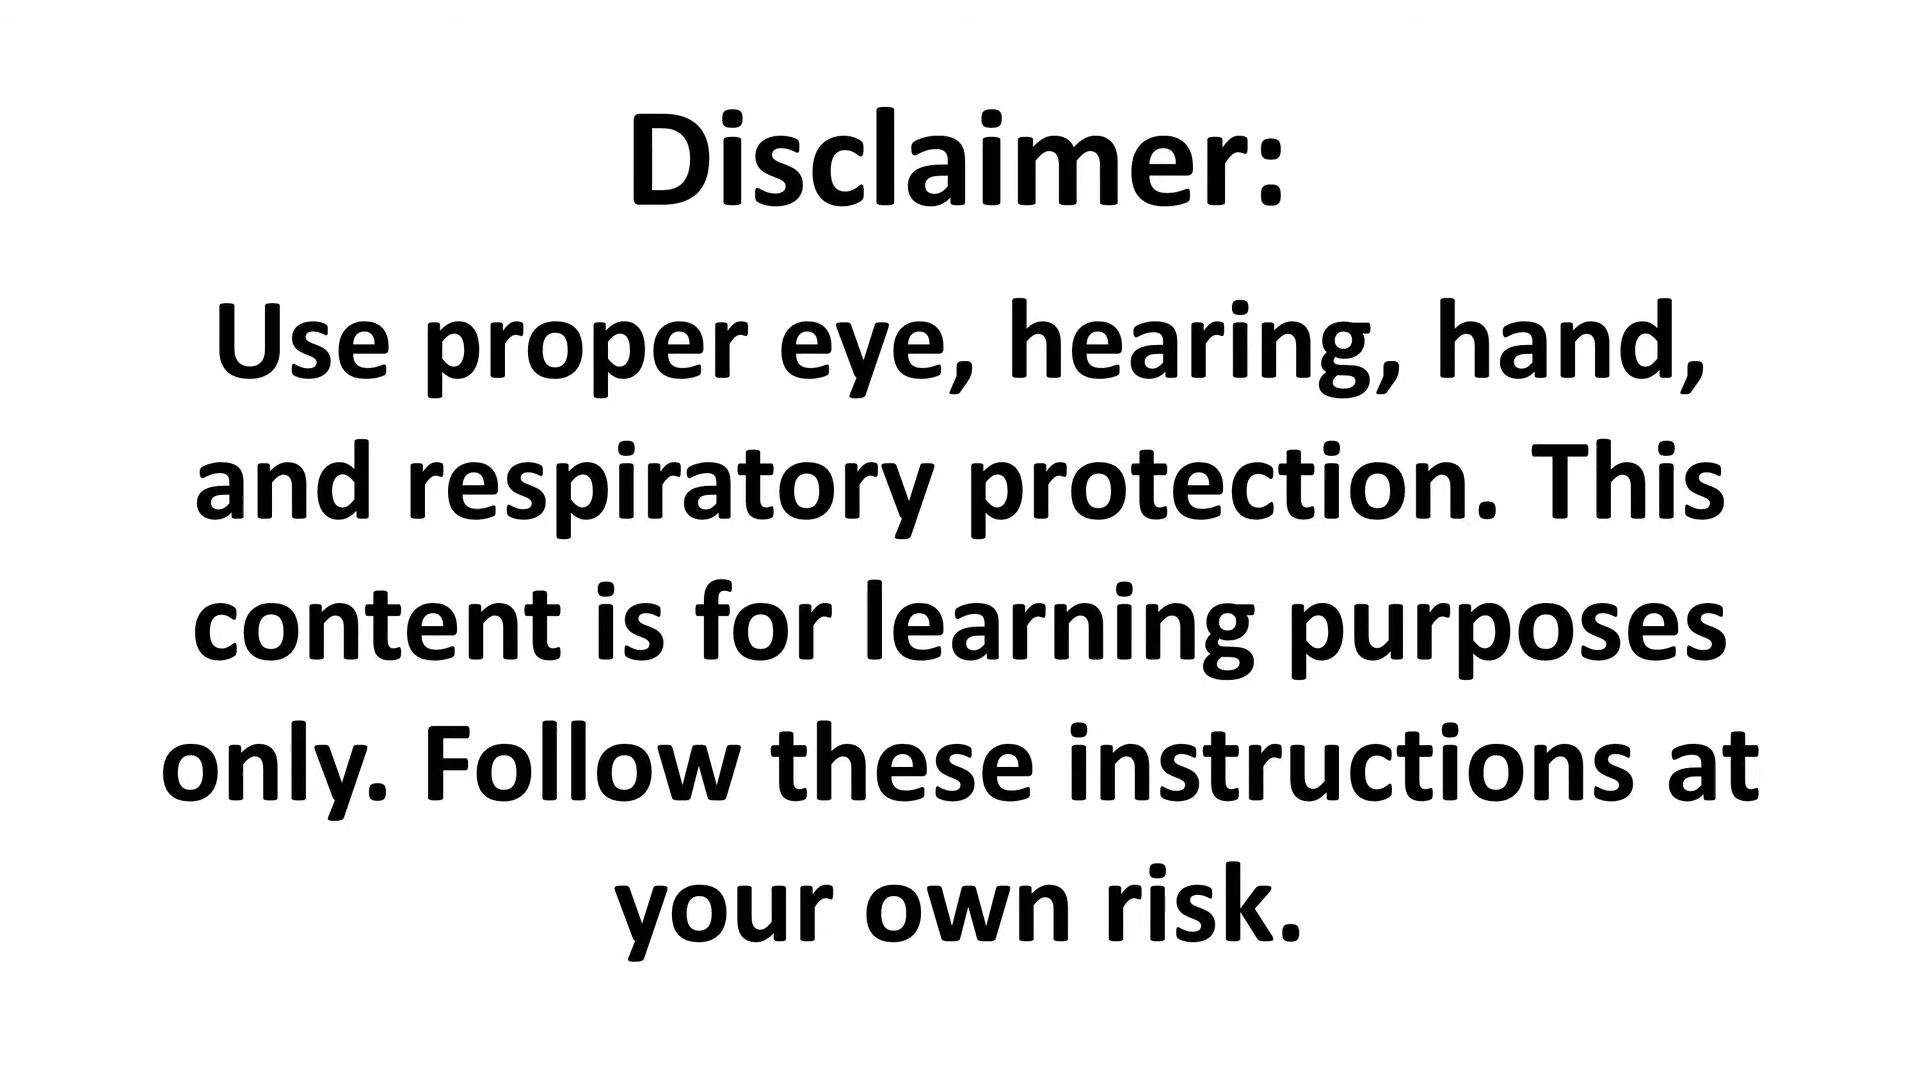 Disclaimer:
Use proper eye, hearing, hand,
and respiratory protection. This
content is for learning purposes
only. Follow these instructions at
your own risk.